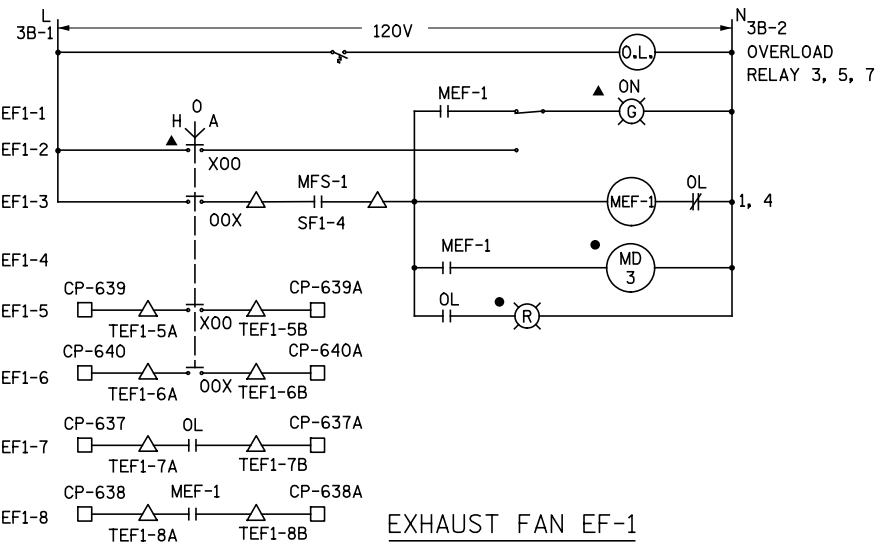 L 120V N
3B-1 3B-2
O.L. OVERLOAD
RELAY 3, 5, 7
MEF-1 ON
EF1-1 G
H O A
EF1-2 X00
MFS-1 OL
EF1-3 MEF-1 1, 4
00X SF1-4
MEF-1 MD
3
EF1-4
OL R
CP-639 CP-639A
EF1-5 X00
TEF1-5A TEF1-5B
CP-640 CP-640A
EF1-6 00X
TEF1-6A TEF1-6B
CP-637 OL CP-637A
EF1-7
TEF1-7A TEF1-7B
CP-638 MEF-1 CP-638A
EF1-8
TEF1-8A TEF1-8B
EXHAUST FAN EF-1